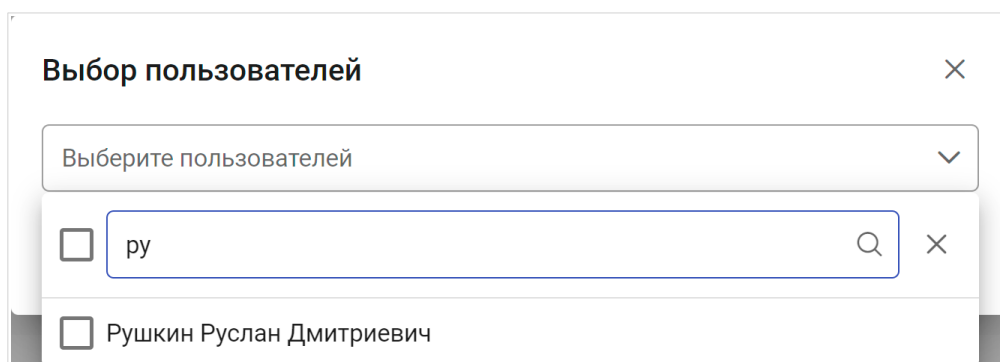 Выбор пользователей
Выберите пользователей
ру
Рушкин Руслан Дмитриевич